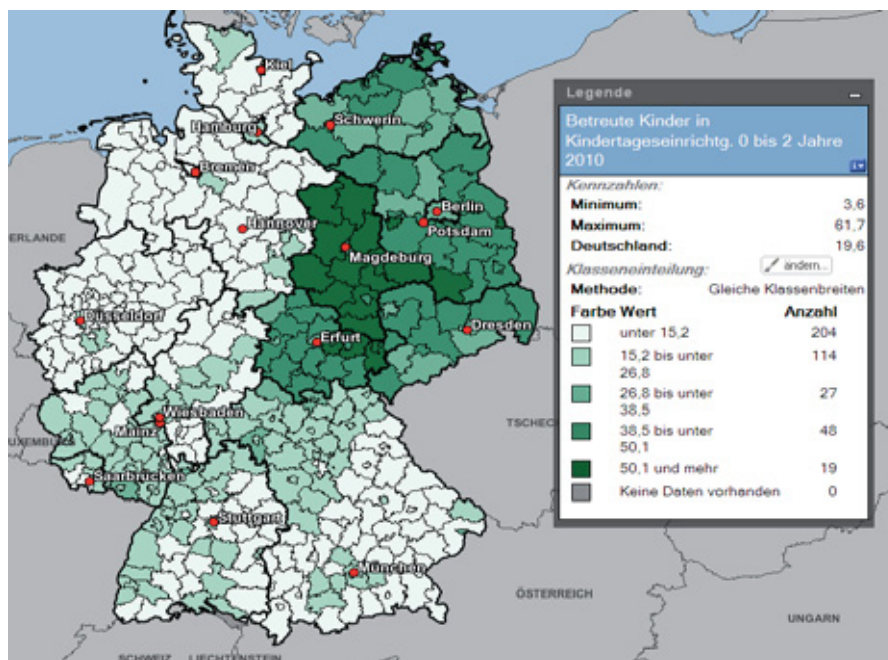 Kiel
Hamburg
Schwerin
Bremen
Berlin
Hannover
Potsdam
ERLANDE
Magdeburg
Düsseldorf
Erfurt
Dresden
Wiesbaden
Mainz
TSCHEC
UXEMBURG
Saarbrücken
Stuttgart
München
ÖSTERREICH
UNGARN
SCHWEIZ
LIECHTENSTEIN
Legende
Betreute Kinder in
Kindertageseinrichtg. 0 bis 2 Jahre
2010
Kennzahlen:
Minimum: 3,6
Maximum: 61,7
Deutschland: 19,6
Klasseneinteilung: ändern...
Methode: Gleiche Klassenbreiten
Farbe Wert Anzahl
unter 15,2 204
15,2 bis unter 114
26,8
26,8 bis unter 27
38,5
38,5 bis unter 48
50,1
50,1 und mehr 19
Keine Daten vorhanden 0